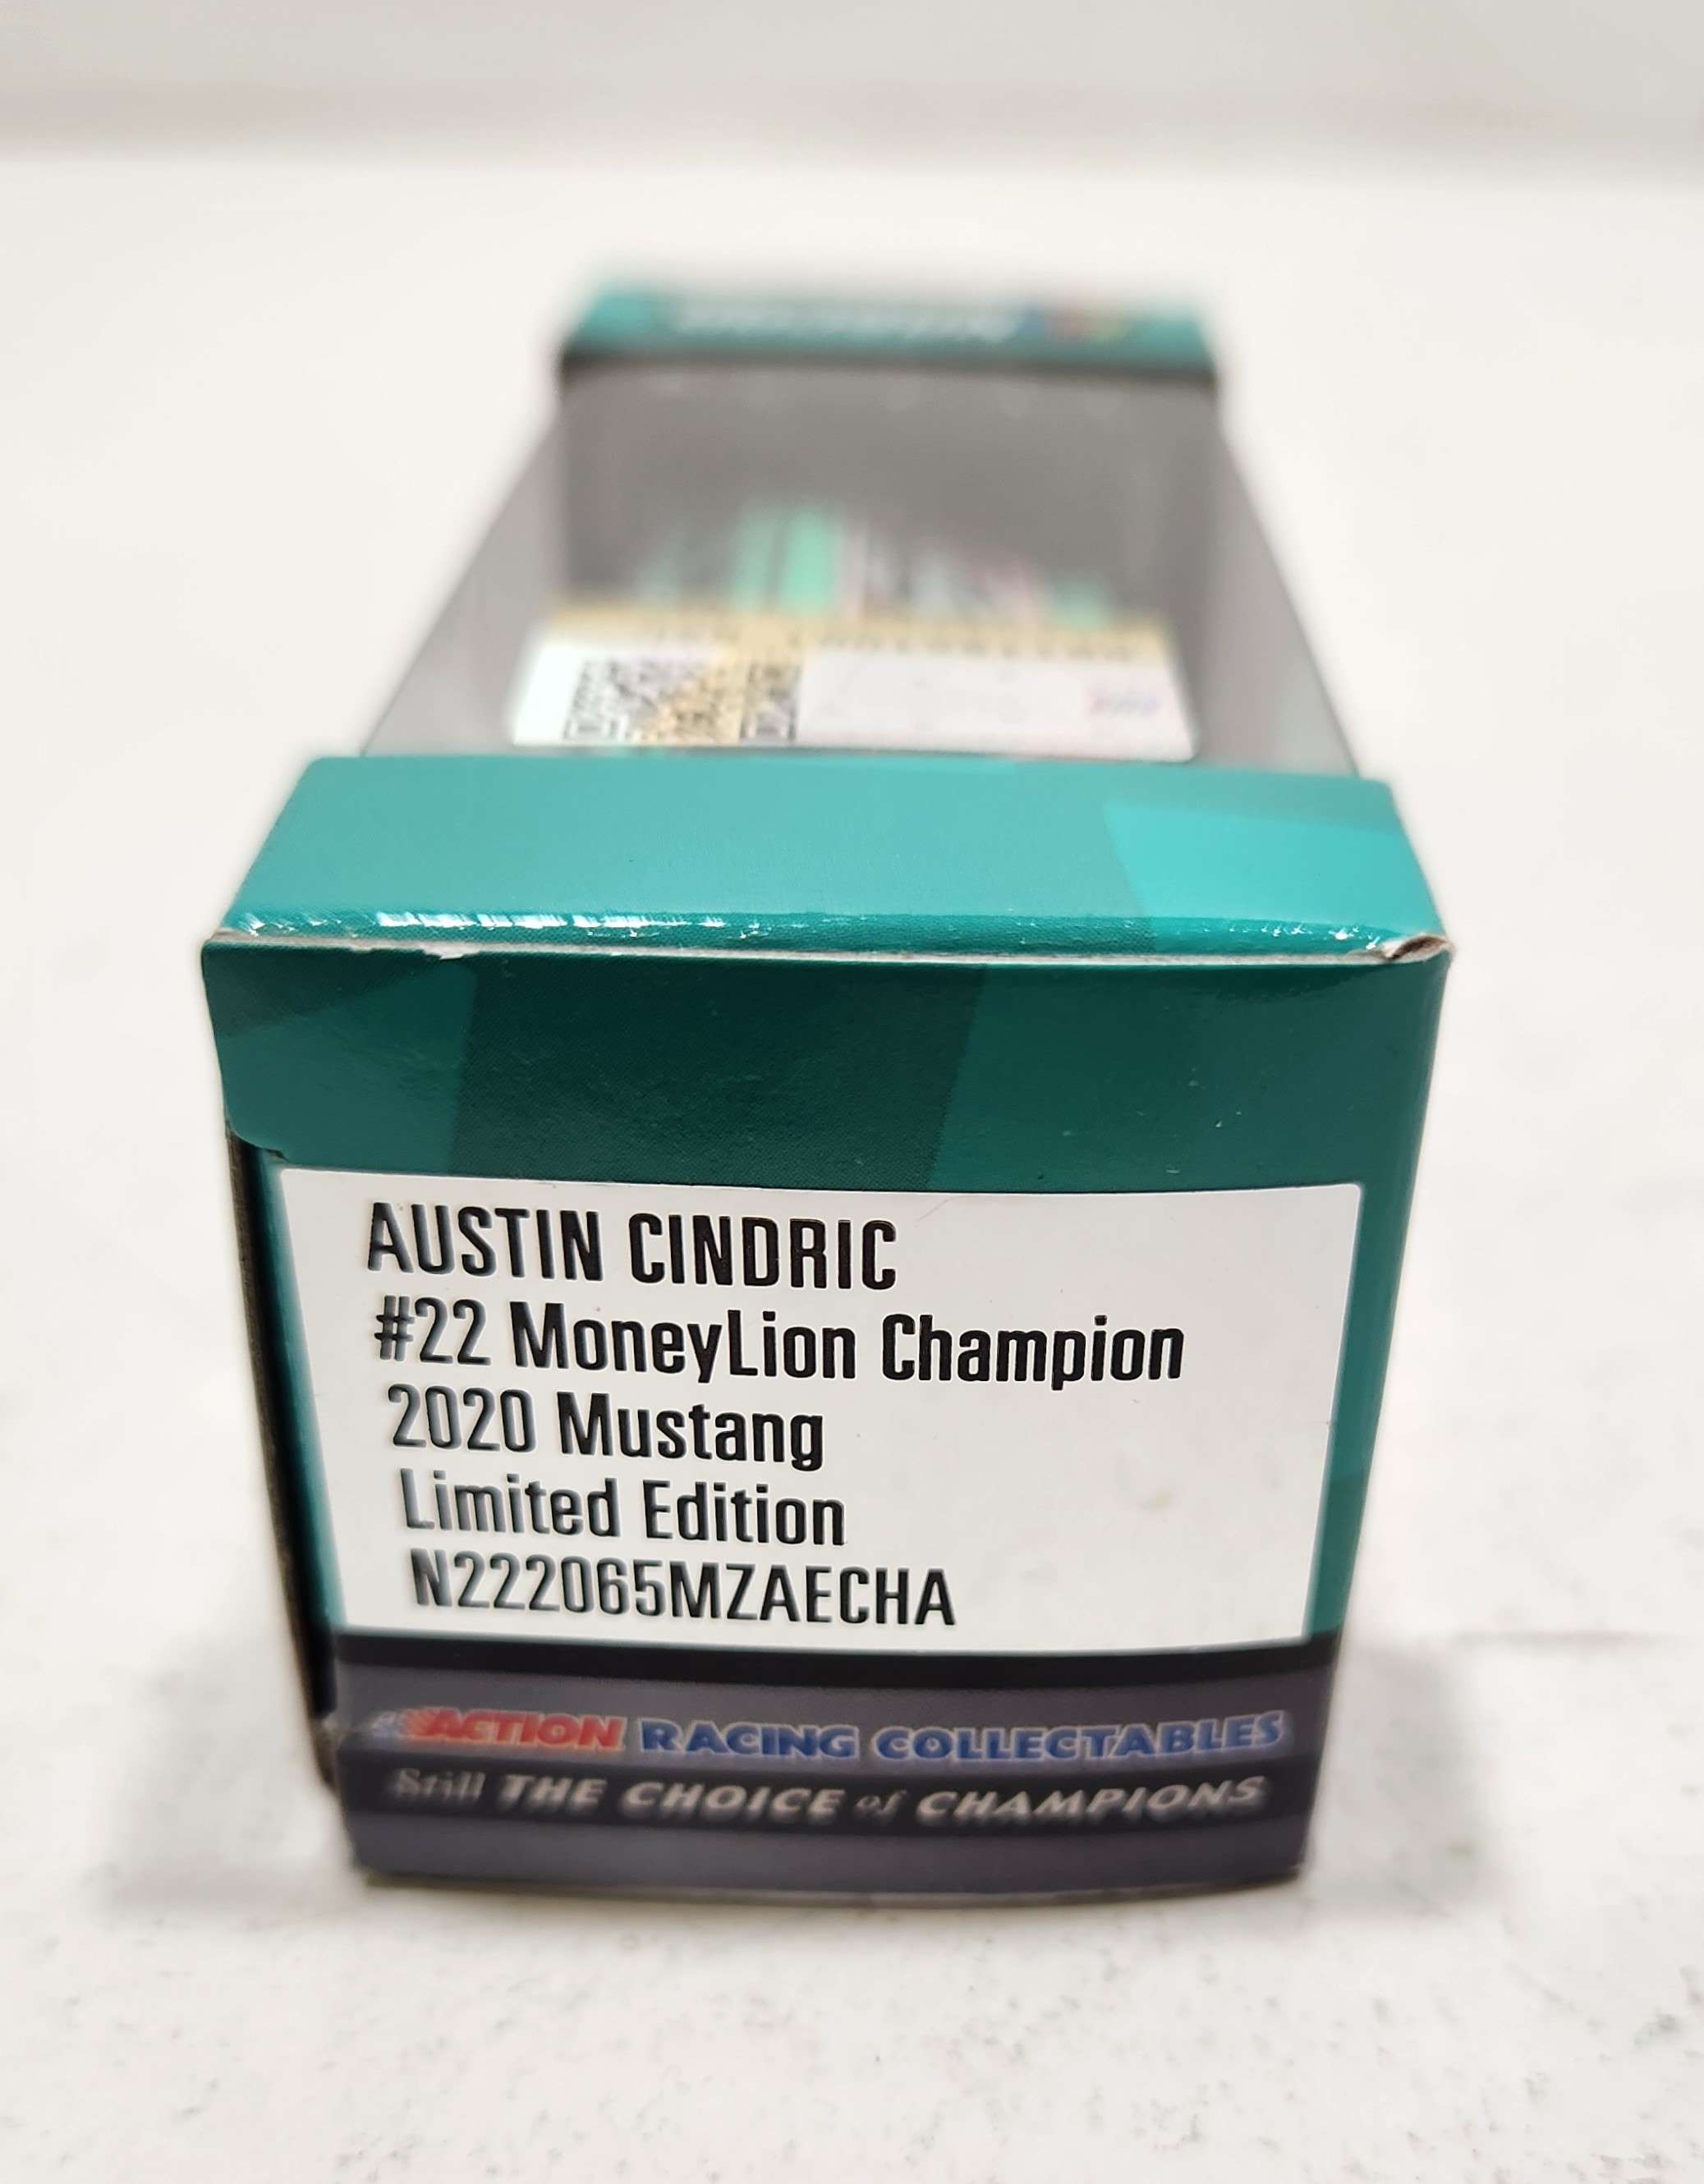 AUSTIN CINDRIC
#22 MoneyLion Champion
2020 Mustang
Limited Edition
N222065MZAECHA
ACTION RACING COLLECTABLES
Still THE CHOICE of CHAMPIONS